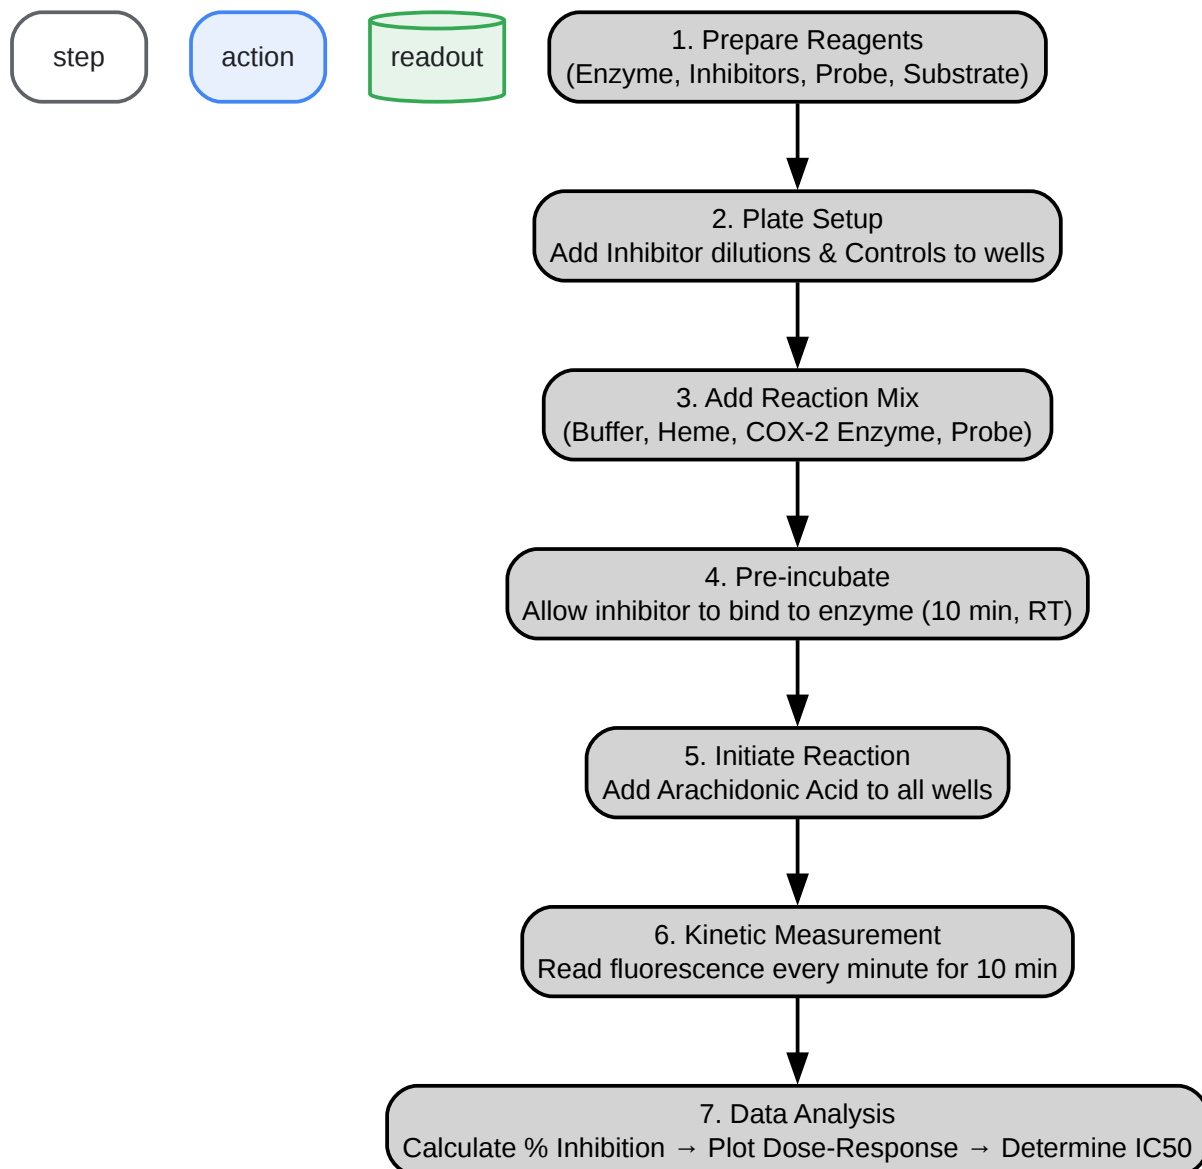 step
action
readout
1. Prepare Reagents
(Enzyme, Inhibitors, Probe, Substrate)
2. Plate Setup
Add Inhibitor dilutions & Controls to wells
3. Add Reaction Mix
(Buffer, Heme, COX-2 Enzyme, Probe)
4. Pre-incubate
Allow inhibitor to bind to enzyme (10 min, RT)
5. Initiate Reaction
Add Arachidonic Acid to all wells
6. Kinetic Measurement
Read fluorescence every minute for 10 min
7. Data Analysis
Calculate % Inhibition → Plot Dose-Response → Determine IC50